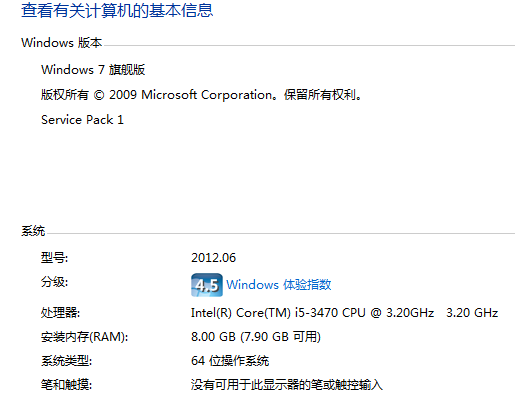 查看有关计算机的基本信息
Windows 版本
Windows 7 旗舰版
版权所有 © 2009 Microsoft Corporation。保留所有权利。
Service Pack 1
系统
型号: 2012.06
分级: 4.5 Windows 体验指数
处理器: Intel(R) Core(TM) i5-3470 CPU @ 3.20GHz 3.20 GHz
安装内存(RAM): 8.00 GB (7.90 GB 可用)
系统类型: 64 位操作系统
笔和触摸: 没有可用于此显示器的笔或触控输入